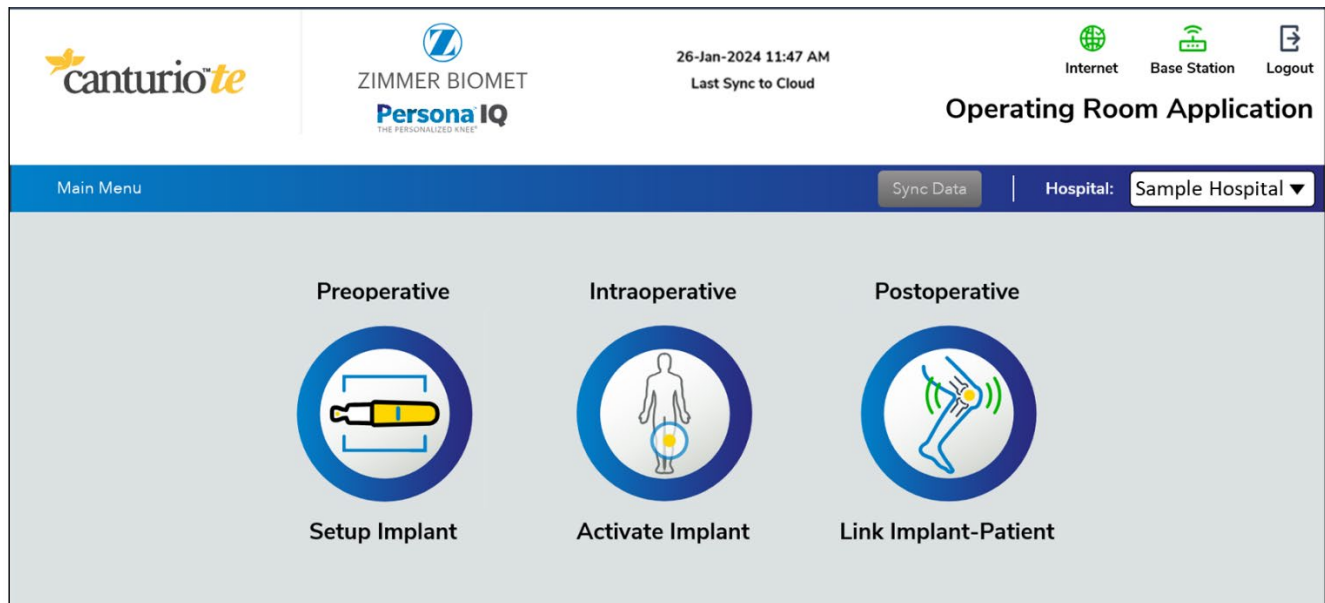 canturio™te
ZIMMER BIOMET
Persona IQ
THE PERSONALIZED KNEE®
26-Jan-2024 11:47 AM
Last Sync to Cloud
Internet
Base Station
Logout
Operating Room Application
Main Menu
Sync Data
Hospital:
Sample Hospital
Preoperative
Intraoperative
Postoperative
Setup Implant
Activate Implant
Link Implant-Patient